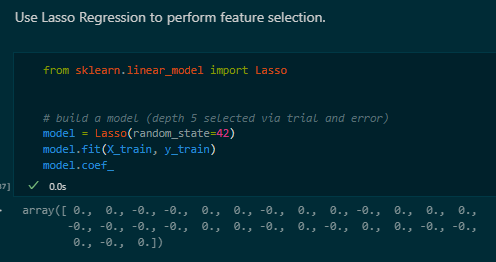 Use Lasso Regression to perform feature selection.
from sklearn.linear_model import Lasso
# build a model (depth 5 selected via trial and error)
model = Lasso(random_state=42)
model.fit(X_train, y_train)
model.coef_
✓ 0.0s
array([ 0., 0., -0., -0., 0., 0., -0., 0., 0., -0., 0., 0., 0.,
-0., -0., -0., -0., 0., 0., 0., -0., -0., 0., 0., -0., -0.,
0., -0., 0.])